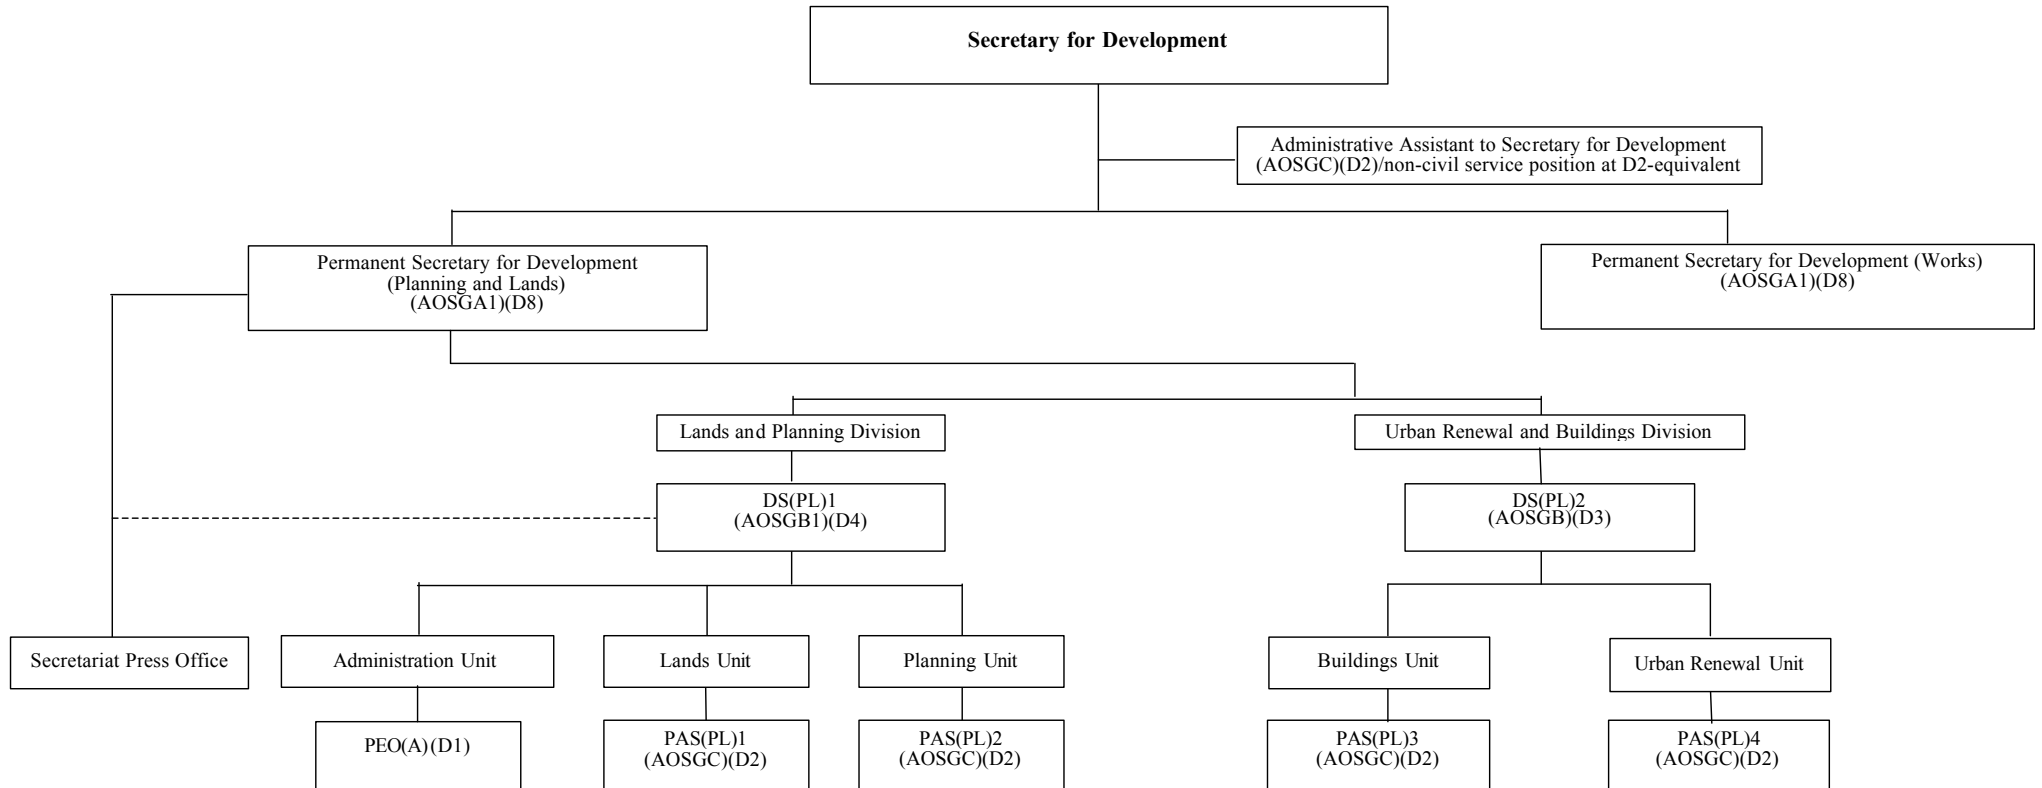 Secretary for Development
Administrative Assistant to Secretary for Development
(AOSGC)(D2)/non-civil service position at D2-equivalent
Permanent Secretary for Development
(Planning and Lands)
(AOSGA1)(D8)
Permanent Secretary for Development (Works)
(AOSGA1)(D8)
Lands and Planning Division
Urban Renewal and Buildings Division
DS(PL)1
(AOSGB1)(D4)
DS(PL)2
(AOSGB)(D3)
Secretariat Press Office
Administration Unit
Lands Unit
Planning Unit
Buildings Unit
Urban Renewal Unit
PEO(A)(D1)
PAS(PL)1
(AOSGC)(D2)
PAS(PL)2
(AOSGC)(D2)
PAS(PL)3
(AOSGC)(D2)
PAS(PL)4
(AOSGC)(D2)